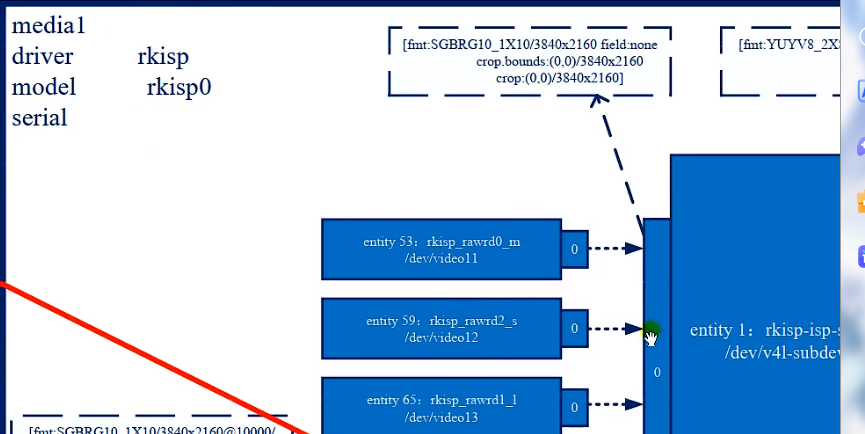 media1
driver rkisp
model rkisp0
serial
[fmt:SGBRG10_1X10/3840x2160 field:none
crop.bounds:(0,0)/3840x2160
crop:(0,0)/3840x2160]
[fmt:YUYV8_2X
entity 53：rkisp_rawrd0_m
/dev/video11
0
entity 59：rkisp_rawrd2_s
/dev/video12
0
entity 65：rkisp_rawrd1_l
/dev/video13
0
0
entity 1：rkisp-isp-s
/dev/v4l-subdev
[fmt:SGBRG10_1X10/3840x2160@10000/